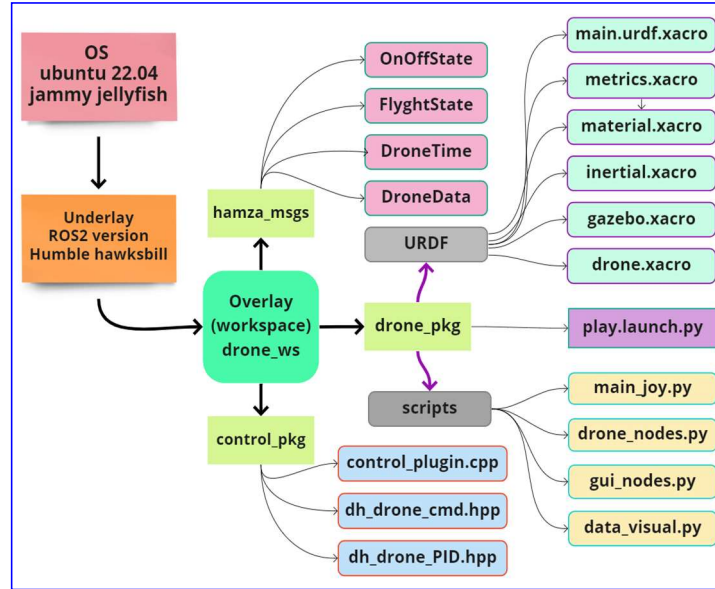 OS
ubuntu 22.04
jammy jellyfish
Underlay
ROS2 version
Humble hawksbill
Overlay
(workspace)
drone_ws
hamza_msgs
OnOffState
FlyghtState
DroneTime
DroneData
drone_pkg
URDF
main.urdf.xacro
metrics.xacro
material.xacro
inertial.xacro
gazebo.xacro
drone.xacro
play.launch.py
scripts
main_joy.py
drone_nodes.py
gui_nodes.py
data_visual.py
control_pkg
control_plugin.cpp
dh_drone_cmd.hpp
dh_drone_PID.hpp